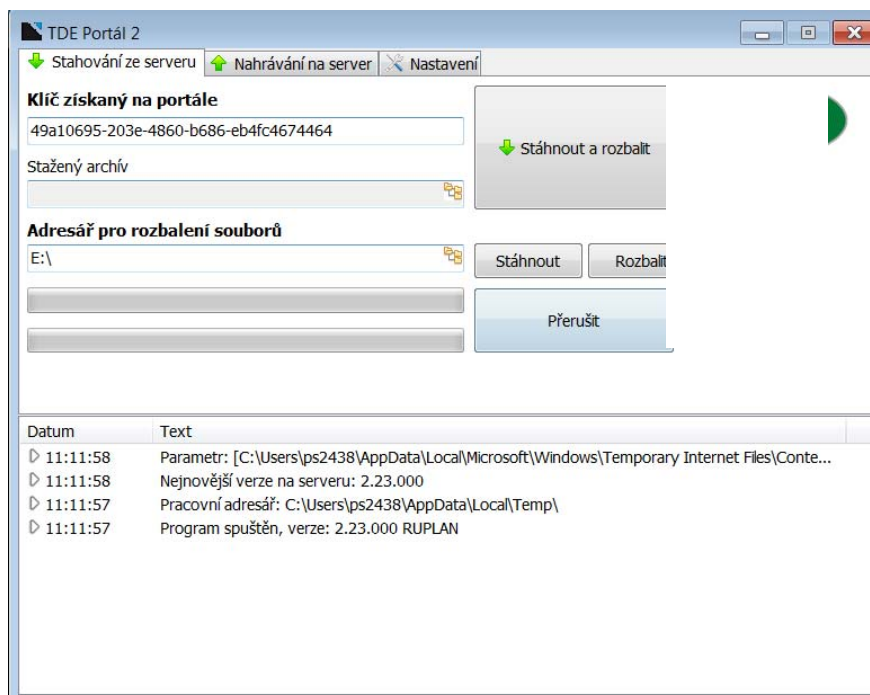 TDE Portál 2
Stahování ze serveru Nahrávání na server Nastavení
Klíč získaný na portále
49a10695-203e-4860-b686-eb4fc4674464
Stáhnout a rozbalit
Stažený archív
Adresář pro rozbalení souborů
E:\
Stáhnout Rozbalit
Přerušit
Datum Text
11:11:58 Parametr: [C:\Users\ps2438\AppData\Local\Microsoft\Windows\Temporary Internet Files\Conte...
11:11:58 Nejnovější verze na serveru: 2.23.000
11:11:57 Pracovní adresář: C:\Users\ps2438\AppData\Local\Temp\
11:11:57 Program spuštěn, verze: 2.23.000 RUPLAN